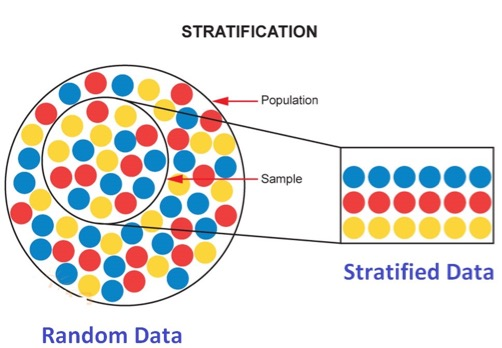 STRATIFICATION
Population
Sample
Stratified Data
Random Data